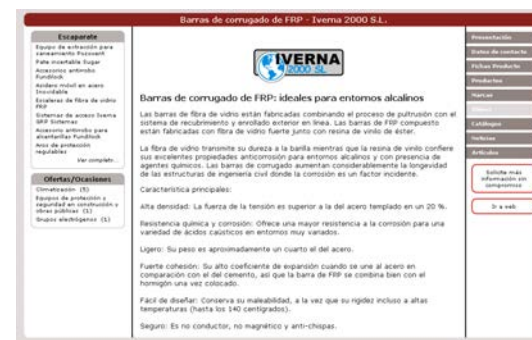 Barras de corrugado de FRP - Iverna 2000 S.L.
Escaparate
Equipo de extracción para
saneamiento Pozovent
Pate insertable Sugar
Accesorios antirrobo
Fundilock
Asidero móvil en acero
Inoxidable
Escaleras de fibra de vidrio
FRP
Sistemas de acceso Iverna
GRP Sistemas
Accesorio antirrobo para
alcantarillas Fundilock
Aros de protección
regulables
Ver completo...
Ofertas/Ocasiones
Climatización (5)
Equipos de protección y
seguridad en construcción y
obras públicas (1)
Grupos electrógenos (1)
IVERNA
2000 SL
Barras de corrugado de FRP: ideales para entornos alcalinos
Las barras de fibra de vidrio están fabricadas combinando el proceso de pultrusión con el
sistema de recubrimiento y enrollado exterior en línea. Las barras de FRP compuesto
están fabricadas con fibra de vidrio fuerte junto con resina de vinilo de éster.
La fibra de vidrio transmite su dureza a la barilla mientras que la resina de vinilo confiere
sus excelentes propiedades anticorrosión para entornos alcalinos y con presencia de
agentes químicos. Las barras de corrugado aumentan considerablemente la longevidad
de las estructuras de ingeniería civil donde la corrosión es un factor incidente.
Característica principales:
Alta densidad: La fuerza de la tensión es superior a la del acero templado en un 20 %.
Resistencia química y corrosión: Ofrece una mayor resistencia a la corrosión para una
variedad de ácidos caústicos en entornos muy variados.
Ligero: Su peso es aproximadamente un cuarto el del acero.
Fuerte cohesión: Su alto coeficiente de expansión cuando se une al acero en
comparación con el del cemento, así que la barra de FRP se combina bien con el
hormigón una vez colocado.
Fácil de diseñar: Conserva su maleabilidad, a la vez que su rigidez incluso a altas
temperaturas (hasta los 140 centígrados).
Seguro: Es no conductor, no magnético y anti-chispas.
Presentación
Datos de contacto
Fichas Producto
Productos
Marcas
Catálogos
Noticias
Artículos
Solicite más
información sin
compromiso
Ir a web